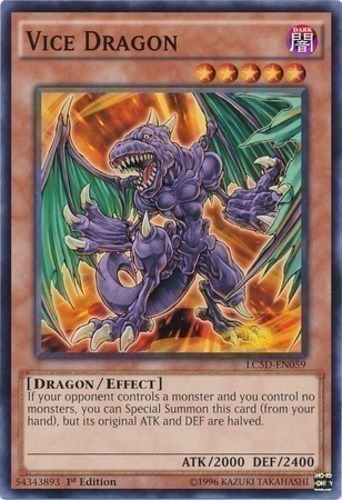 VICE DRAGON
DARK
闇
LC5D-EN059
[DRAGON/EFFECT]
If your opponent controls a monster and you control no
monsters, you can Special Summon this card (from your
hand), but its original ATK and DEF are halved.
ATK/2000 DEF/2400
54343893 1st Edition ©1996 KAZUKI TAKAHASHI